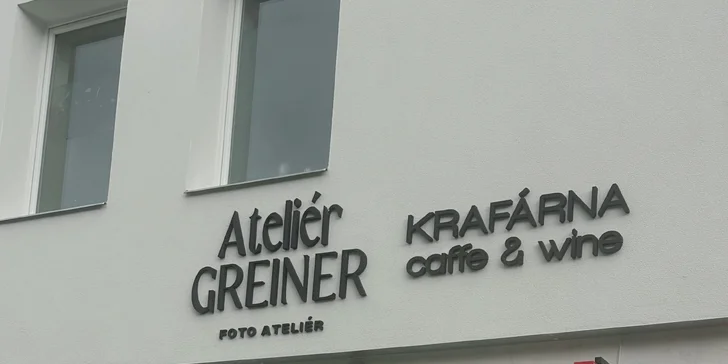 Ateliér
GREINER
FOTO ATELIÉR
KRAFÁRNA
caffe & wine